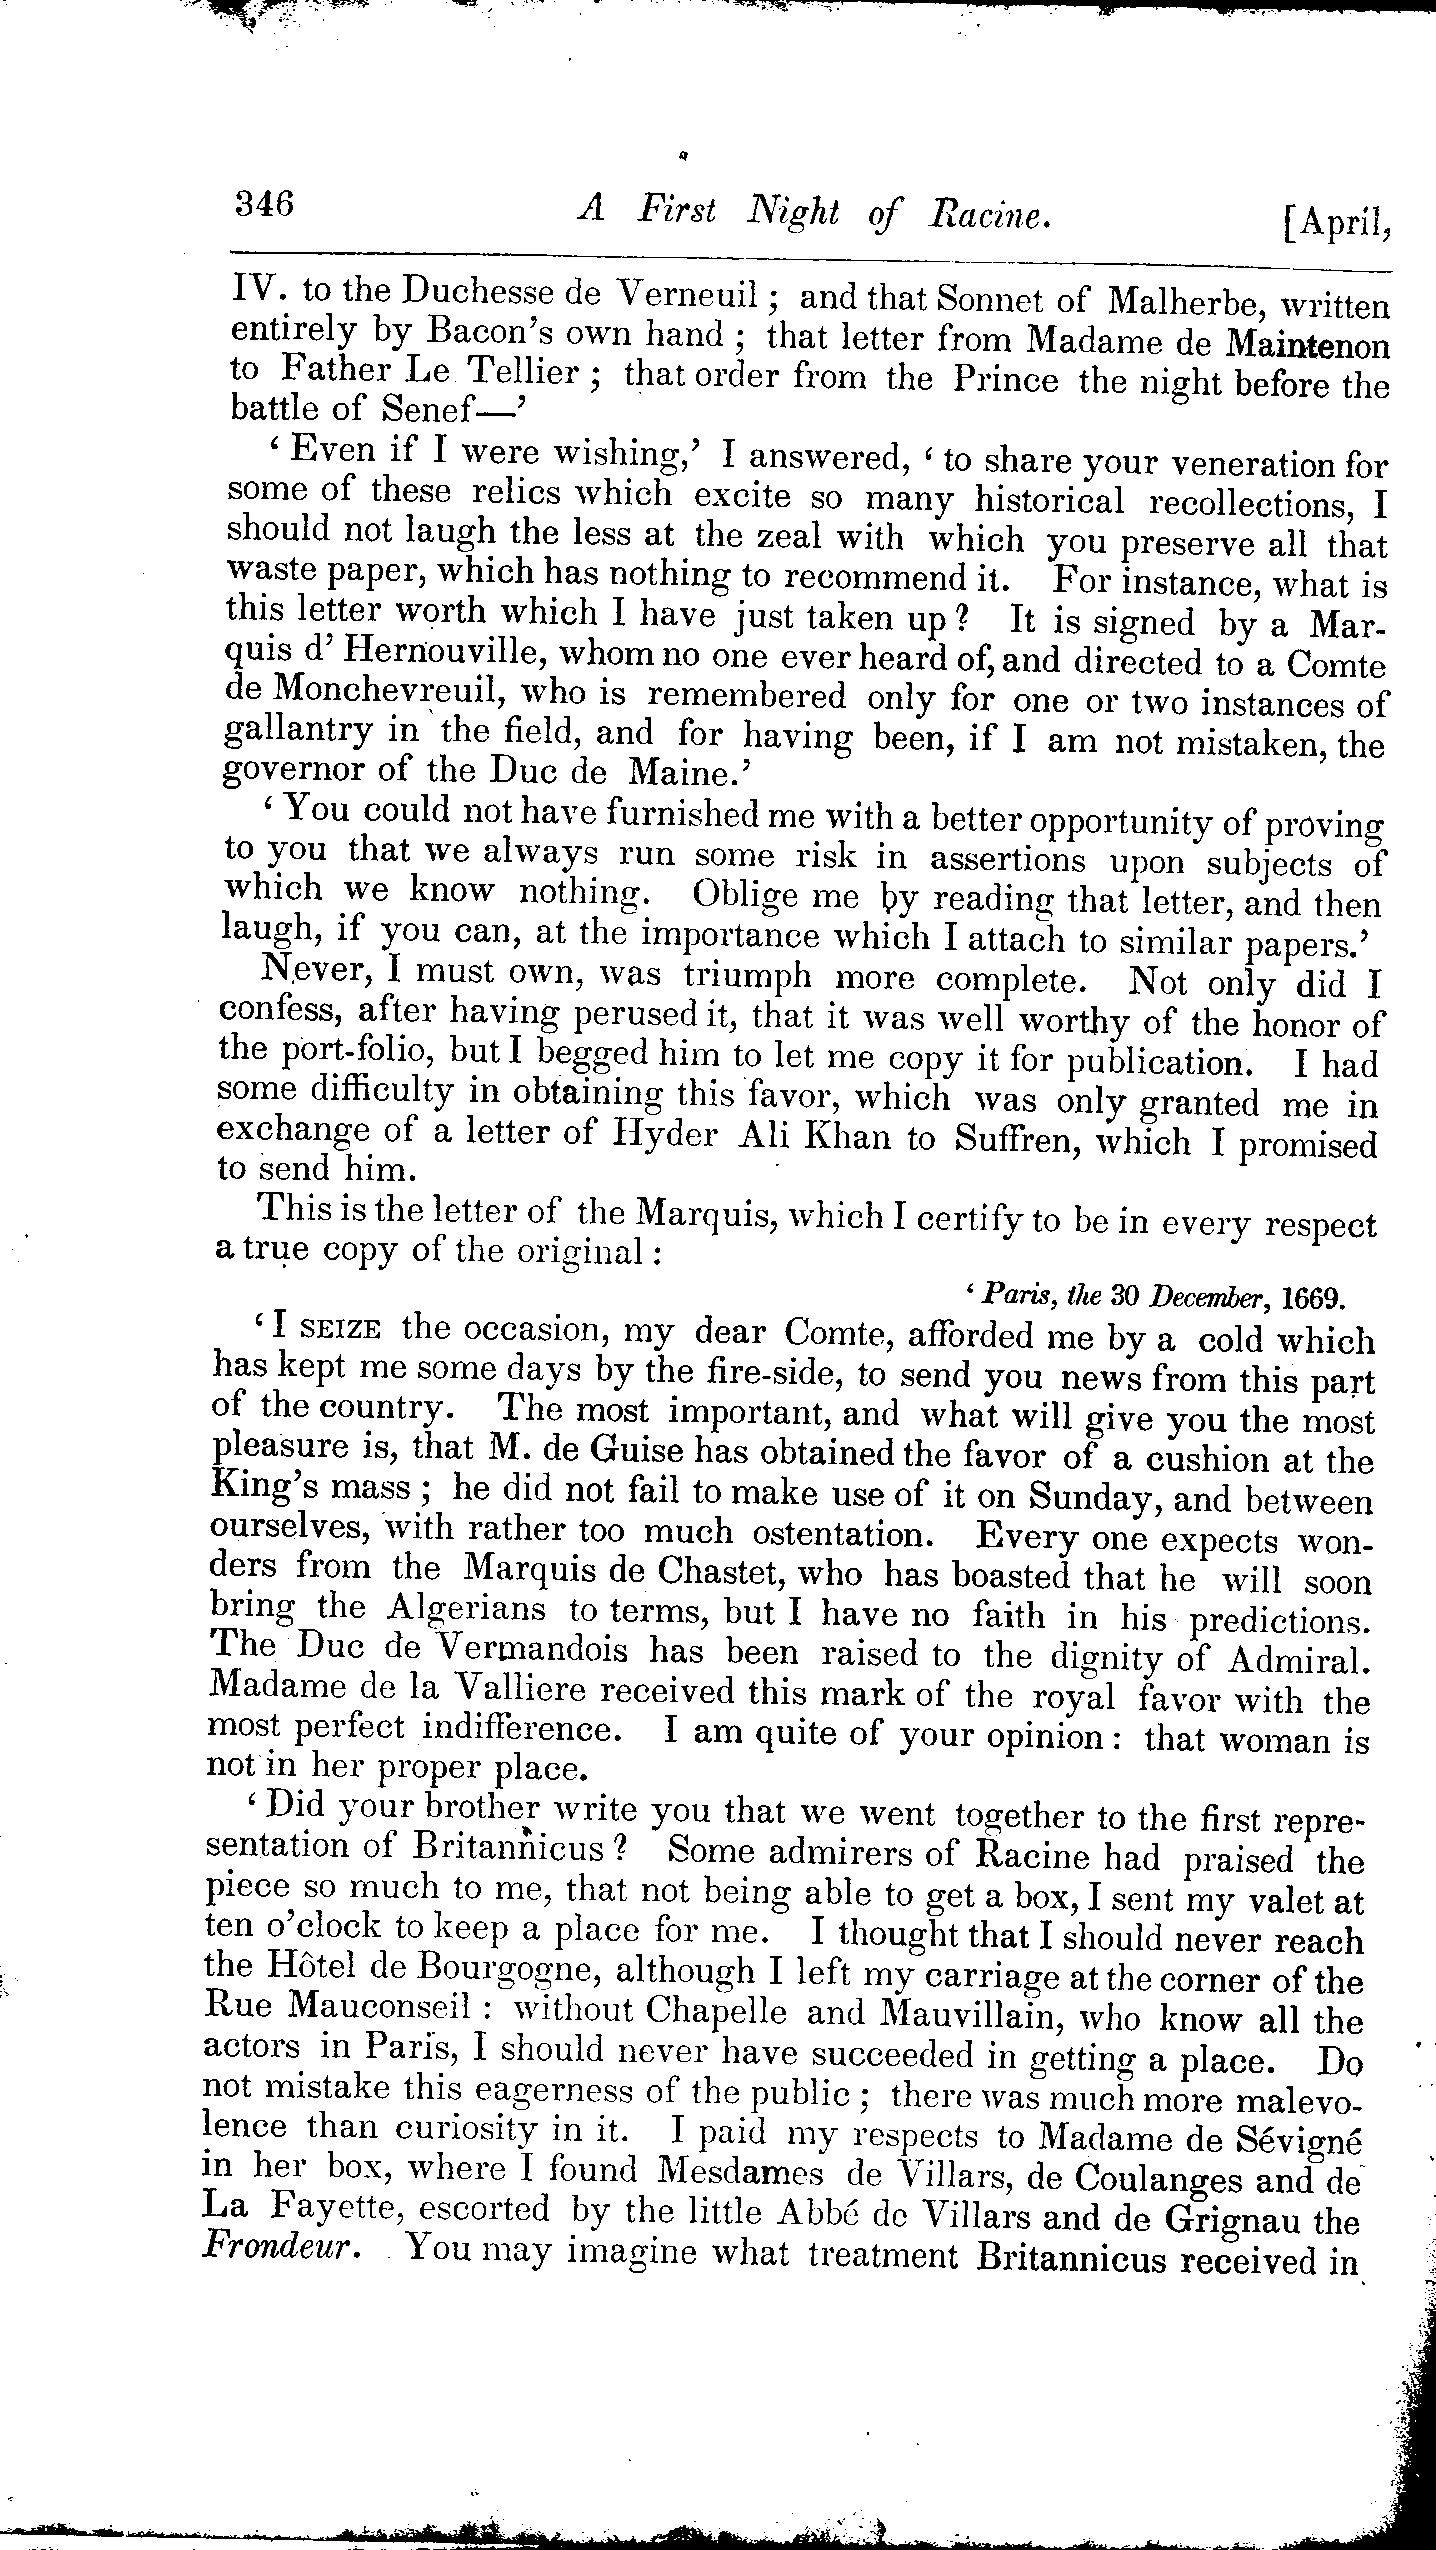 346 A First Night of Racine. [April,
IV. to the Duchesse de Verneuil ; and that Sonnet of Malherbe, written
entirely by Bacon's own hand ; that letter from Madame de Maintenon
to Father Le Tellier ; that order from the Prince the night before the
battle of Senef—'
' Even if I were wishing,' I answered, ' to share your veneration for
some of these relics which excite so many historical recollections, I
should not laugh the less at the zeal with which you preserve all that
waste paper, which has nothing to recommend it. For instance, what is
this letter worth which I have just taken up ? It is signed by a Mar-
quis d' Hernouville, whom no one ever heard of, and directed to a Comte
de Monchevreuil, who is remembered only for one or two instances of
gallantry in the field, and for having been, if I am not mistaken, the
governor of the Duc de Maine.'
' You could not have furnished me with a better opportunity of proving
to you that we always run some risk in assertions upon subjects of
which we know nothing. Oblige me by reading that letter, and then
laugh, if you can, at the importance which I attach to similar papers.'
Never, I must own, was triumph more complete. Not only did I
confess, after having perused it, that it was well worthy of the honor of
the port-folio, but I begged him to let me copy it for publication. I had
some difficulty in obtaining this favor, which was only granted me in
exchange of a letter of Hyder Ali Khan to Suffren, which I promised
to send him.
This is the letter of the Marquis, which I certify to be in every respect
a true copy of the original :
' Paris, the 30 December, 1669.
' I SEIZE the occasion, my dear Comte, afforded me by a cold which
has kept me some days by the fire-side, to send you news from this part
of the country. The most important, and what will give you the most
pleasure is, that M. de Guise has obtained the favor of a cushion at the
King's mass ; he did not fail to make use of it on Sunday, and between
ourselves, with rather too much ostentation. Every one expects won-
ders from the Marquis de Chastet, who has boasted that he will soon
bring the Algerians to terms, but I have no faith in his predictions.
The Duc de Vermandois has been raised to the dignity of Admiral.
Madame de la Valliere received this mark of the royal favor with the
most perfect indifference. I am quite of your opinion : that woman is
not in her proper place.
' Did your brother write you that we went together to the first repre-
sentation of Britannicus ? Some admirers of Racine had praised the
piece so much to me, that not being able to get a box, I sent my valet at
ten o'clock to keep a place for me. I thought that I should never reach
the Hôtel de Bourgogne, although I left my carriage at the corner of the
Rue Mauconseil : without Chapelle and Mauvillain, who know all the
actors in Paris, I should never have succeeded in getting a place. Do
not mistake this eagerness of the public ; there was much more malevo-
lence than curiosity in it. I paid my respects to Madame de Sévigné
in her box, where I found Mesdames de Villars, de Coulanges and de
La Fayette, escorted by the little Abbé de Villars and de Grignau the
Frondeur. You may imagine what treatment Britannicus received in